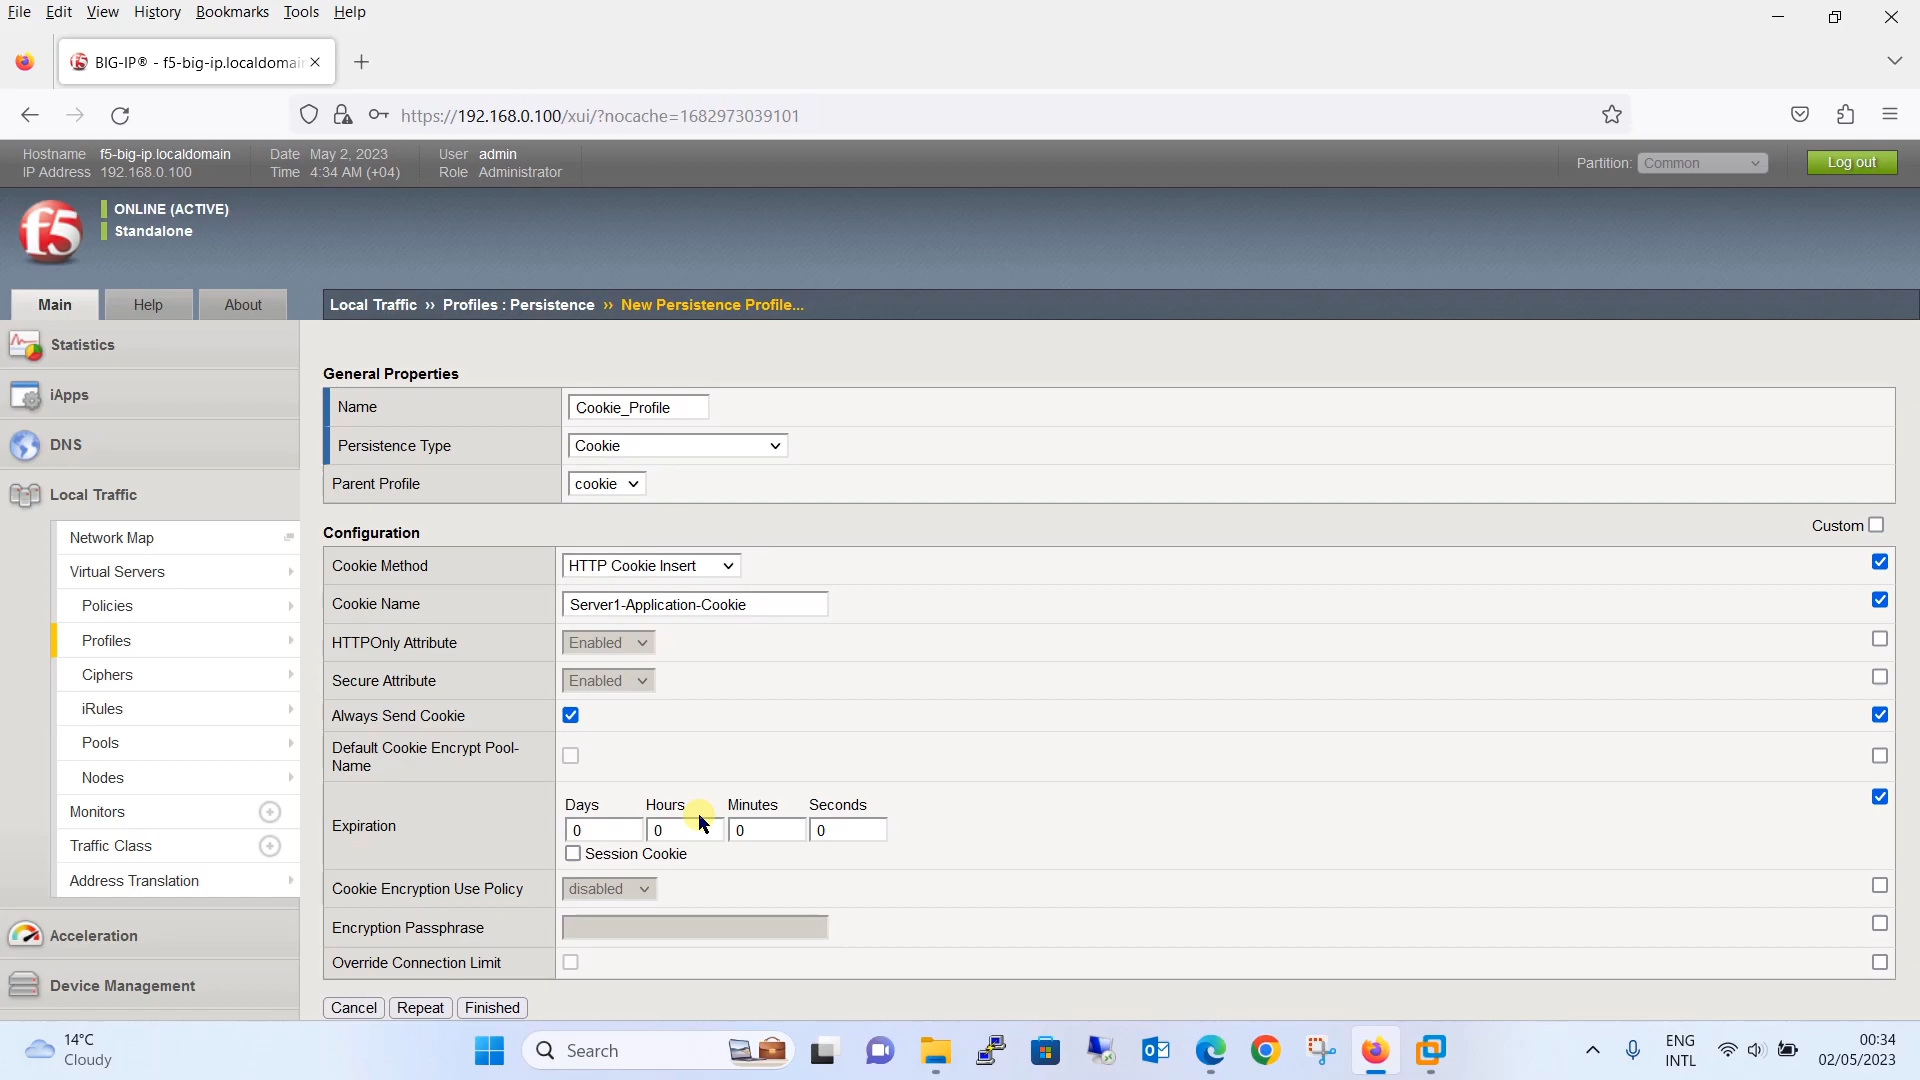 File Edit View History Bookmarks Tools Help
BIG-IP® - f5-big-ip.localdomain
https://192.168.0.100/xui/?nocache=1682973039101
Hostname f5-big-ip.localdomain Date May 2, 2023 User admin
IP Address 192.168.0.100 Time 4:34 AM (+04) Role Administrator
Partition: Common Log out
f5
ONLINE (ACTIVE)
Standalone
Main Help About
Local Traffic ›› Profiles : Persistence ›› New Persistence Profile...
Statistics
iApps
DNS
Local Traffic
Network Map
Virtual Servers
Policies
Profiles
Ciphers
iRules
Pools
Nodes
Monitors
Traffic Class
Address Translation
Acceleration
Device Management
General Properties
Name Cookie_Profile
Persistence Type Cookie
Parent Profile cookie
Configuration Custom
Cookie Method HTTP Cookie Insert
Cookie Name Server1-Application-Cookie
HTTPOnly Attribute Enabled
Secure Attribute Enabled
Always Send Cookie
Default Cookie Encrypt Pool-
Name
Days Hours Minutes Seconds
Expiration 0 0 0 0
Session Cookie
Cookie Encryption Use Policy disabled
Encryption Passphrase
Override Connection Limit
Cancel Repeat Finished
14°C
Cloudy
Search
ENG
INTL
00:34
02/05/2023